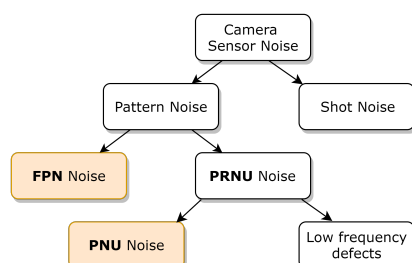 Camera
Sensor Noise
Pattern Noise
Shot Noise
FPN Noise
PRNU Noise
PNU Noise
Low frequency
defects